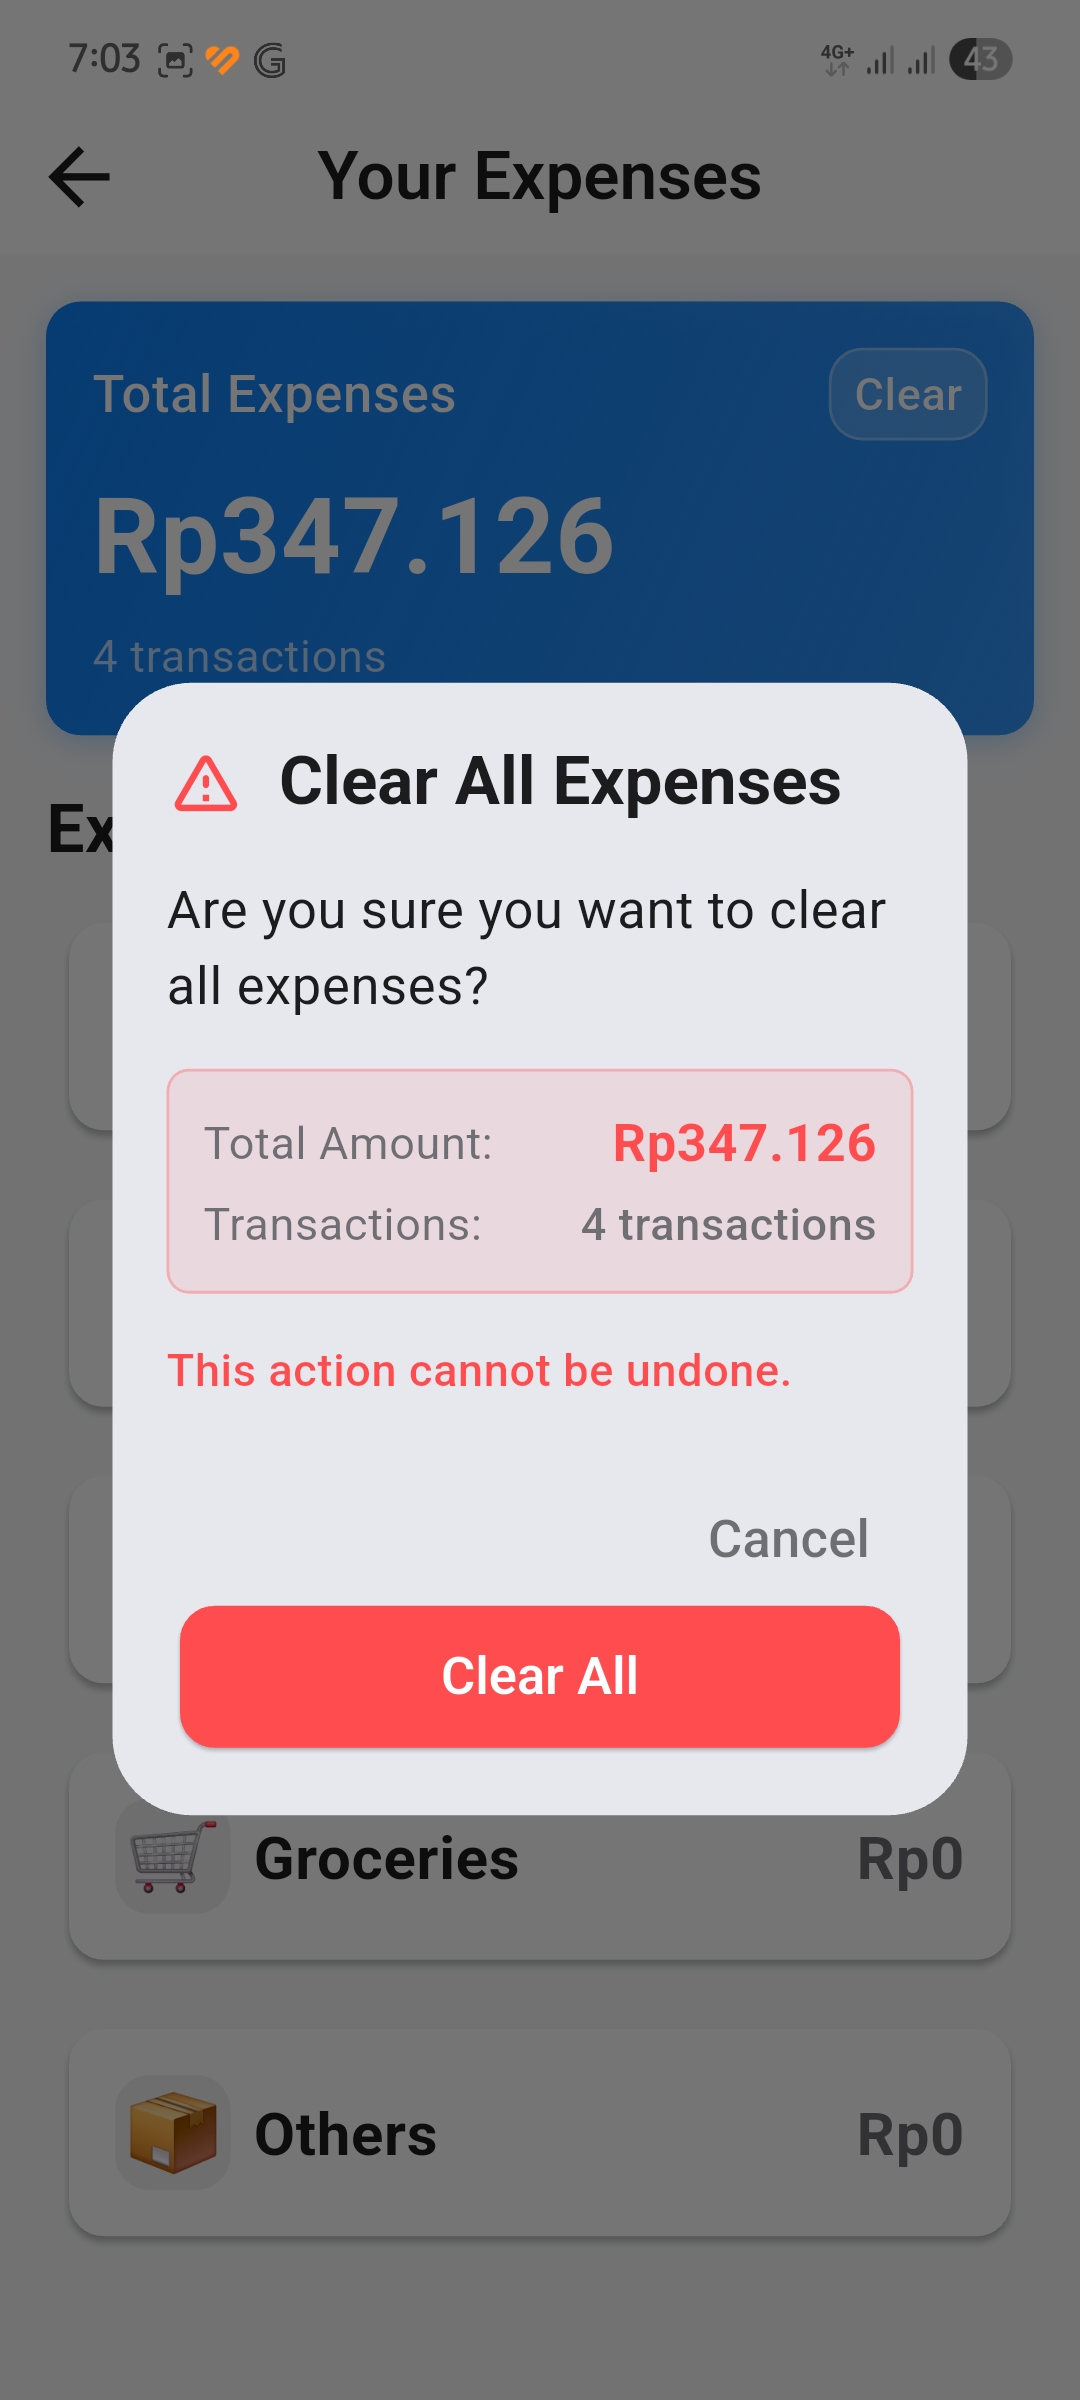 7:03
4G+
43
Your Expenses
Total Expenses
Clear
Rp347.126
4 transactions
Ex
Clear All Expenses
Are you sure you want to clear
all expenses?
Total Amount: Rp347.126
Transactions: 4 transactions
This action cannot be undone.
Cancel
Clear All
Groceries Rp0
Others Rp0